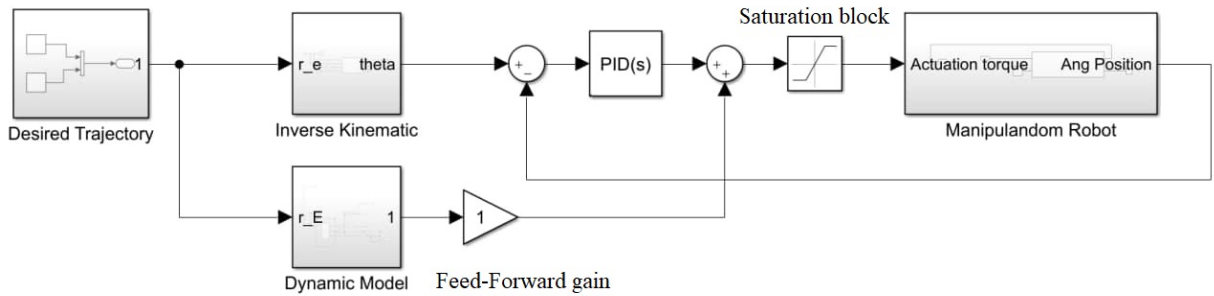 Saturation block
1
r_e
theta
+
−
PID(s)
+
+
Actuation torque
Ang Position
Desired Trajectory
Inverse Kinematic
Manipulandom Robot
r_E
1
1
Dynamic Model
Feed-Forward gain